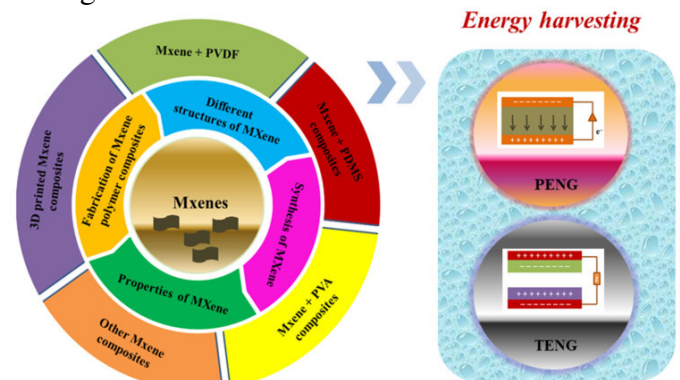 Energy harvesting
Mxene + PVDF
Mxene + PDMS
composites
Mxene + PVA
composites
Other Mxene
composites
3D printed Mxene
composites
Different
structures of MXene
Synthesis of MXene
Properties of MXene
Fabrication of Mxene
polymer composites
Mxenes
e-
PENG
TENG